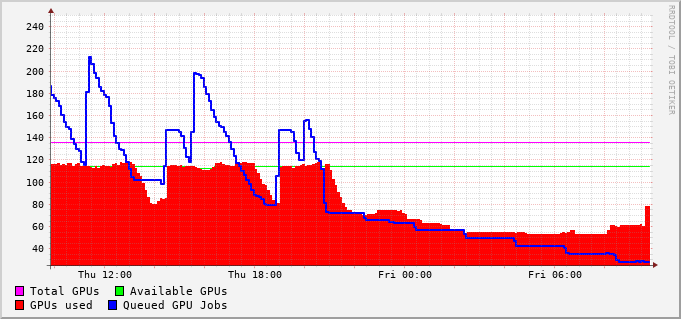 RRDTOOL / TOBI OETIKER
240
220
200
180
160
140
120
100
80
60
40
Thu 12:00 Thu 18:00 Fri 00:00 Fri 06:00
Total GPUs Available GPUs
GPUs used Queued GPU Jobs